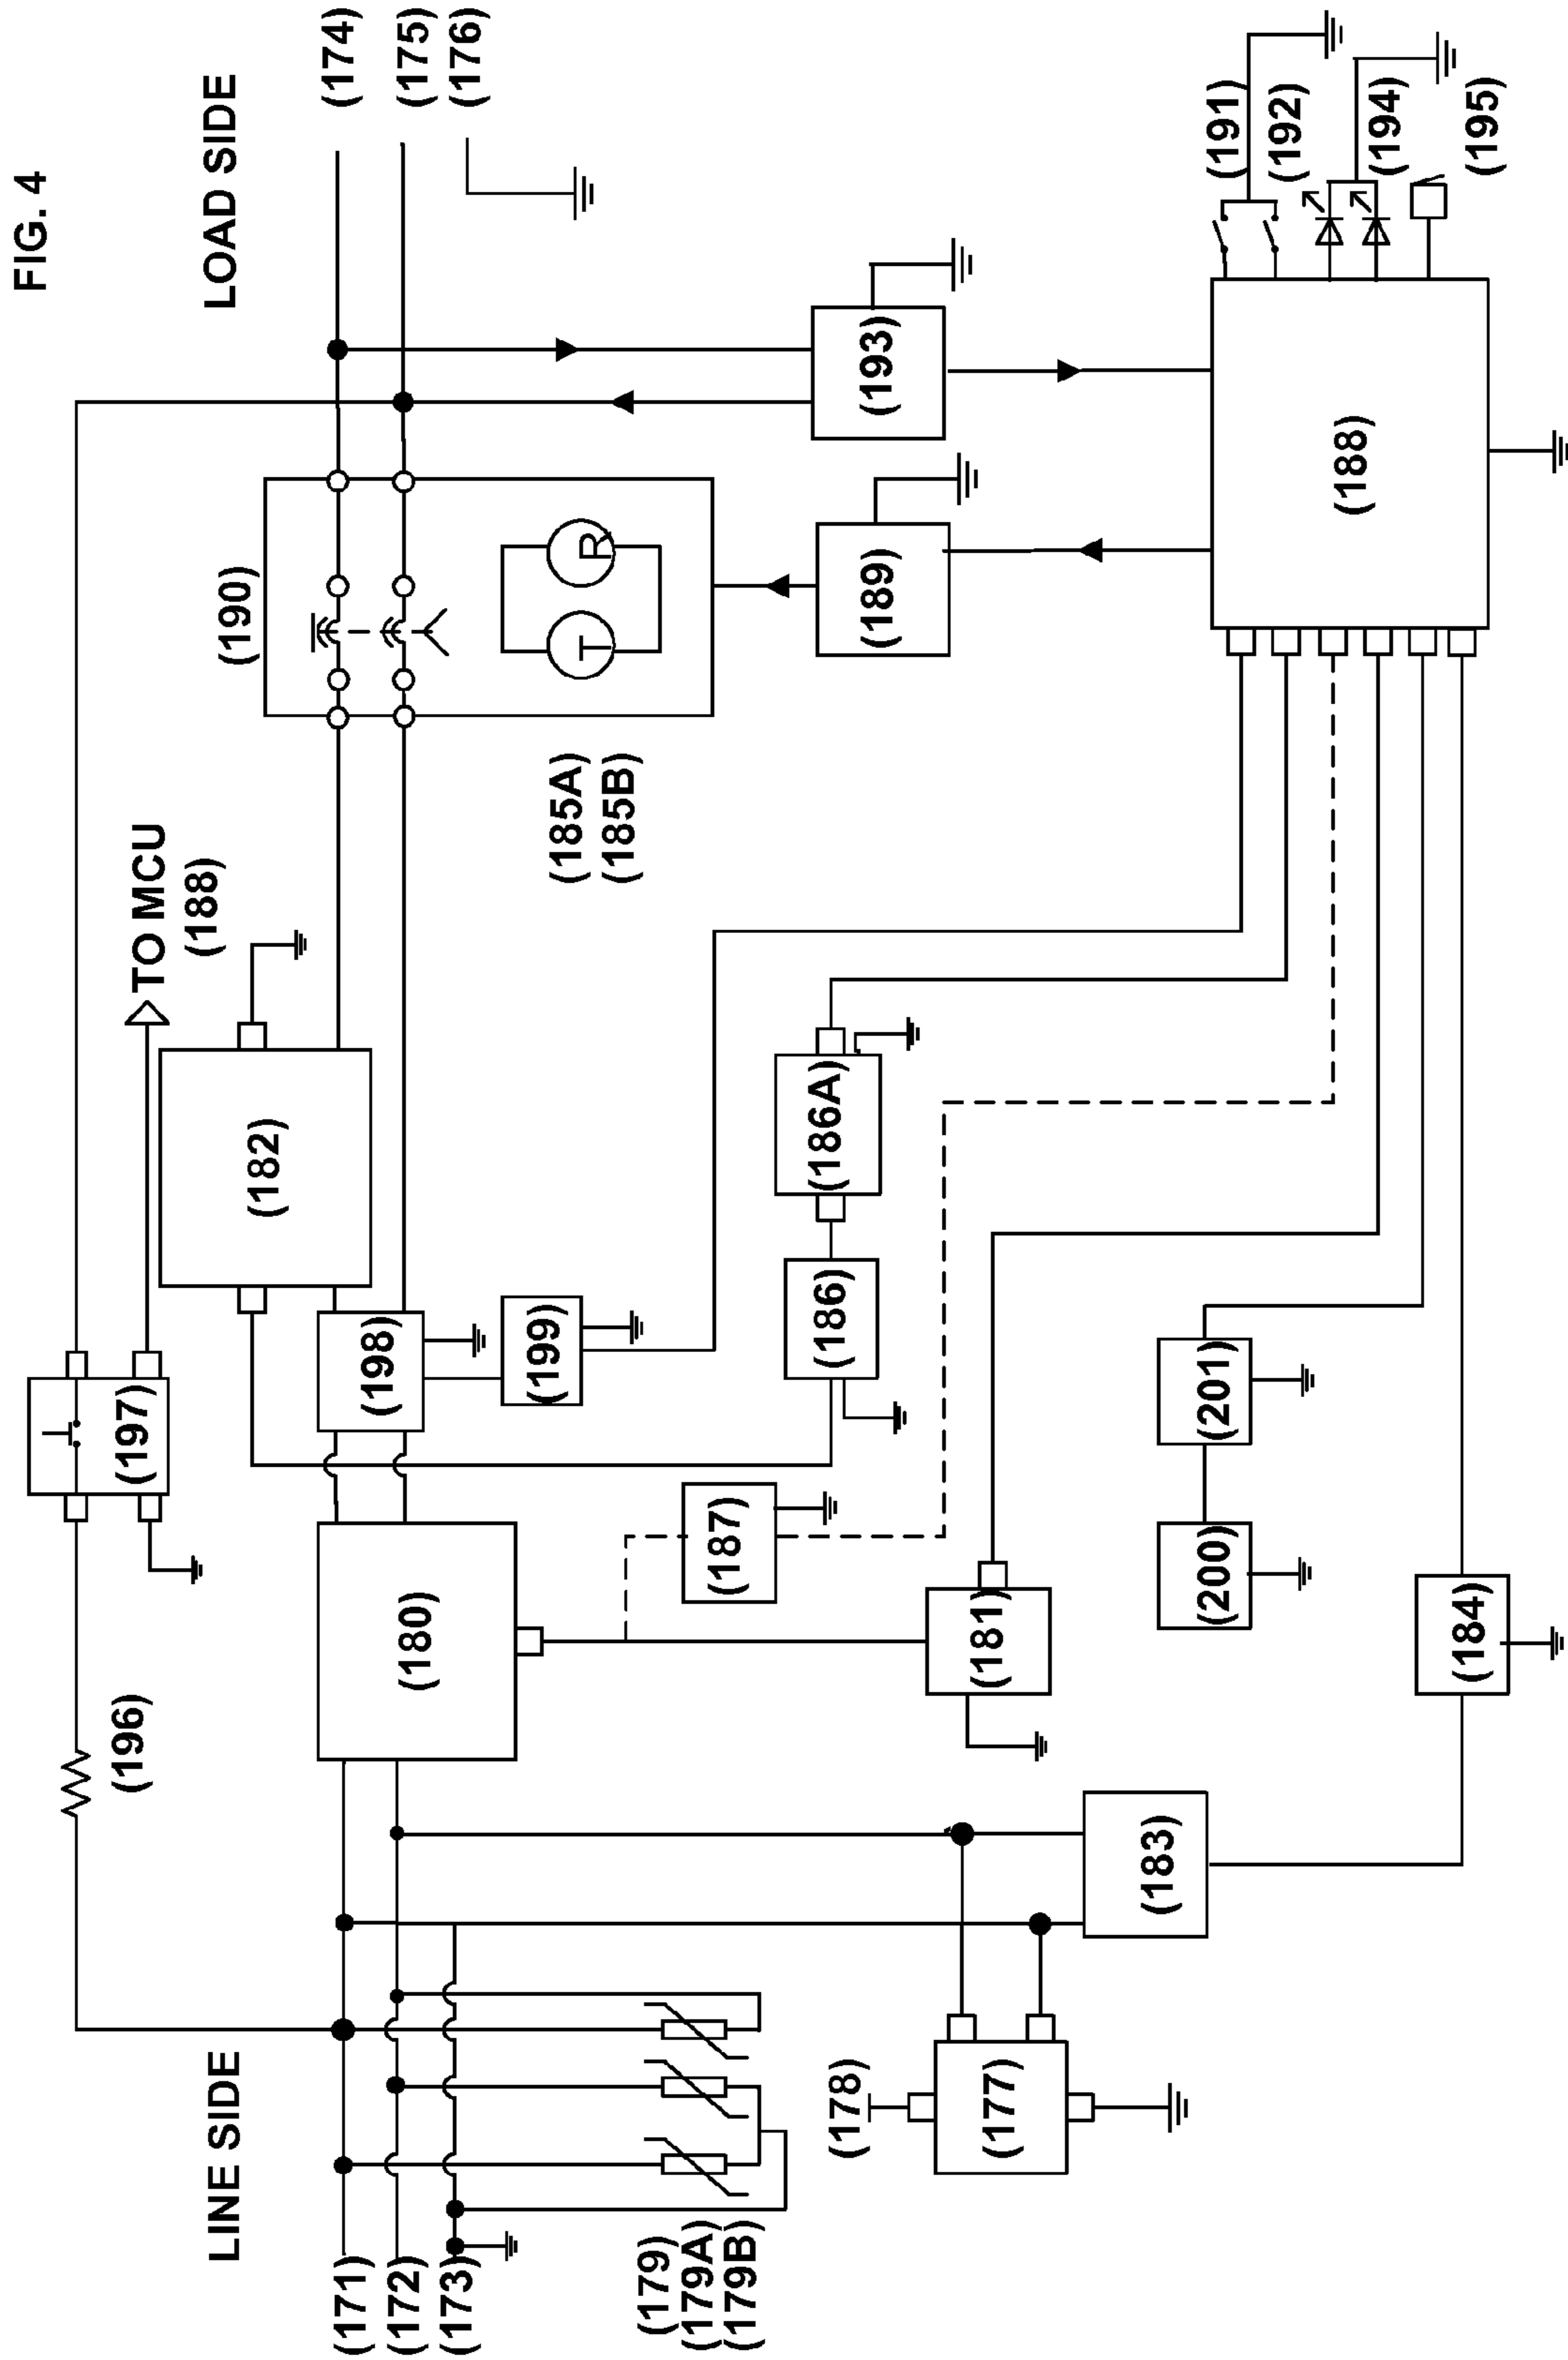 FIG. 4
LINE SIDE
LOAD SIDE
(171)
(172)
(173)
(174)
(175)
(176)
(196)
(197)
TO MCU
(188)
(182)
(190)
(180)
(198)
(199)
(179)
(179A)
(179B)
(185A)
(185B)
T
R
(187)
(186)
(186A)
(189)
(193)
(178)
(177)
(181)
(183)
(200)
(201)
(184)
(188)
(191)
(192)
(194)
(195)